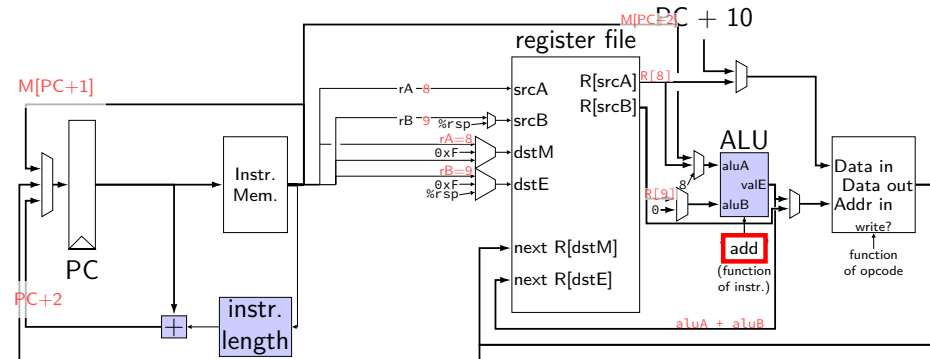 M[PC+2]
PC + 10
register file
M[PC+1]
rA 8
srcA
R[srcA]
R[8]
R[srcB]
rB 9
%rsp
srcB
rA=8
0xF
dstM
rB=9
0xF
%rsp
dstE
Instr.
Mem.
PC
ALU
aluA
valE
aluB
8
R[9]
0
Data in
Data out
Addr in
write?
function
of opcode
add
(function
of instr.)
next R[dstM]
next R[dstE]
aluA + aluB
PC+2
+
instr.
length